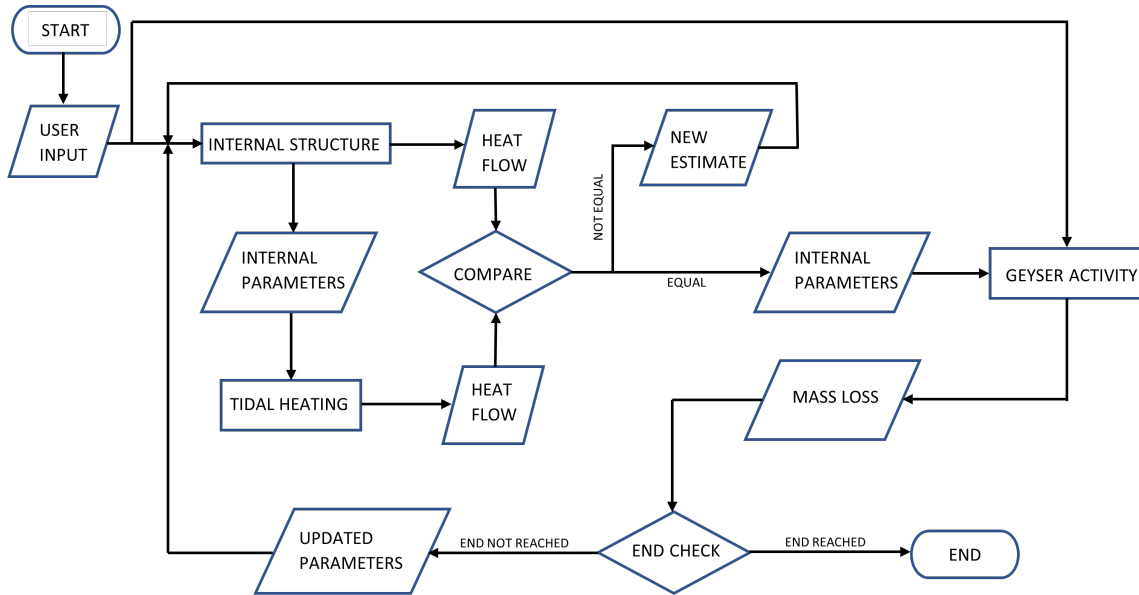 START
USER
INPUT
INTERNAL STRUCTURE
HEAT
FLOW
NEW
ESTIMATE
NOT EQUAL
INTERNAL
PARAMETERS
COMPARE
EQUAL
INTERNAL
PARAMETERS
GEYSER ACTIVITY
TIDAL HEATING
HEAT
FLOW
MASS LOSS
UPDATED
PARAMETERS
END NOT REACHED
END CHECK
END REACHED
END